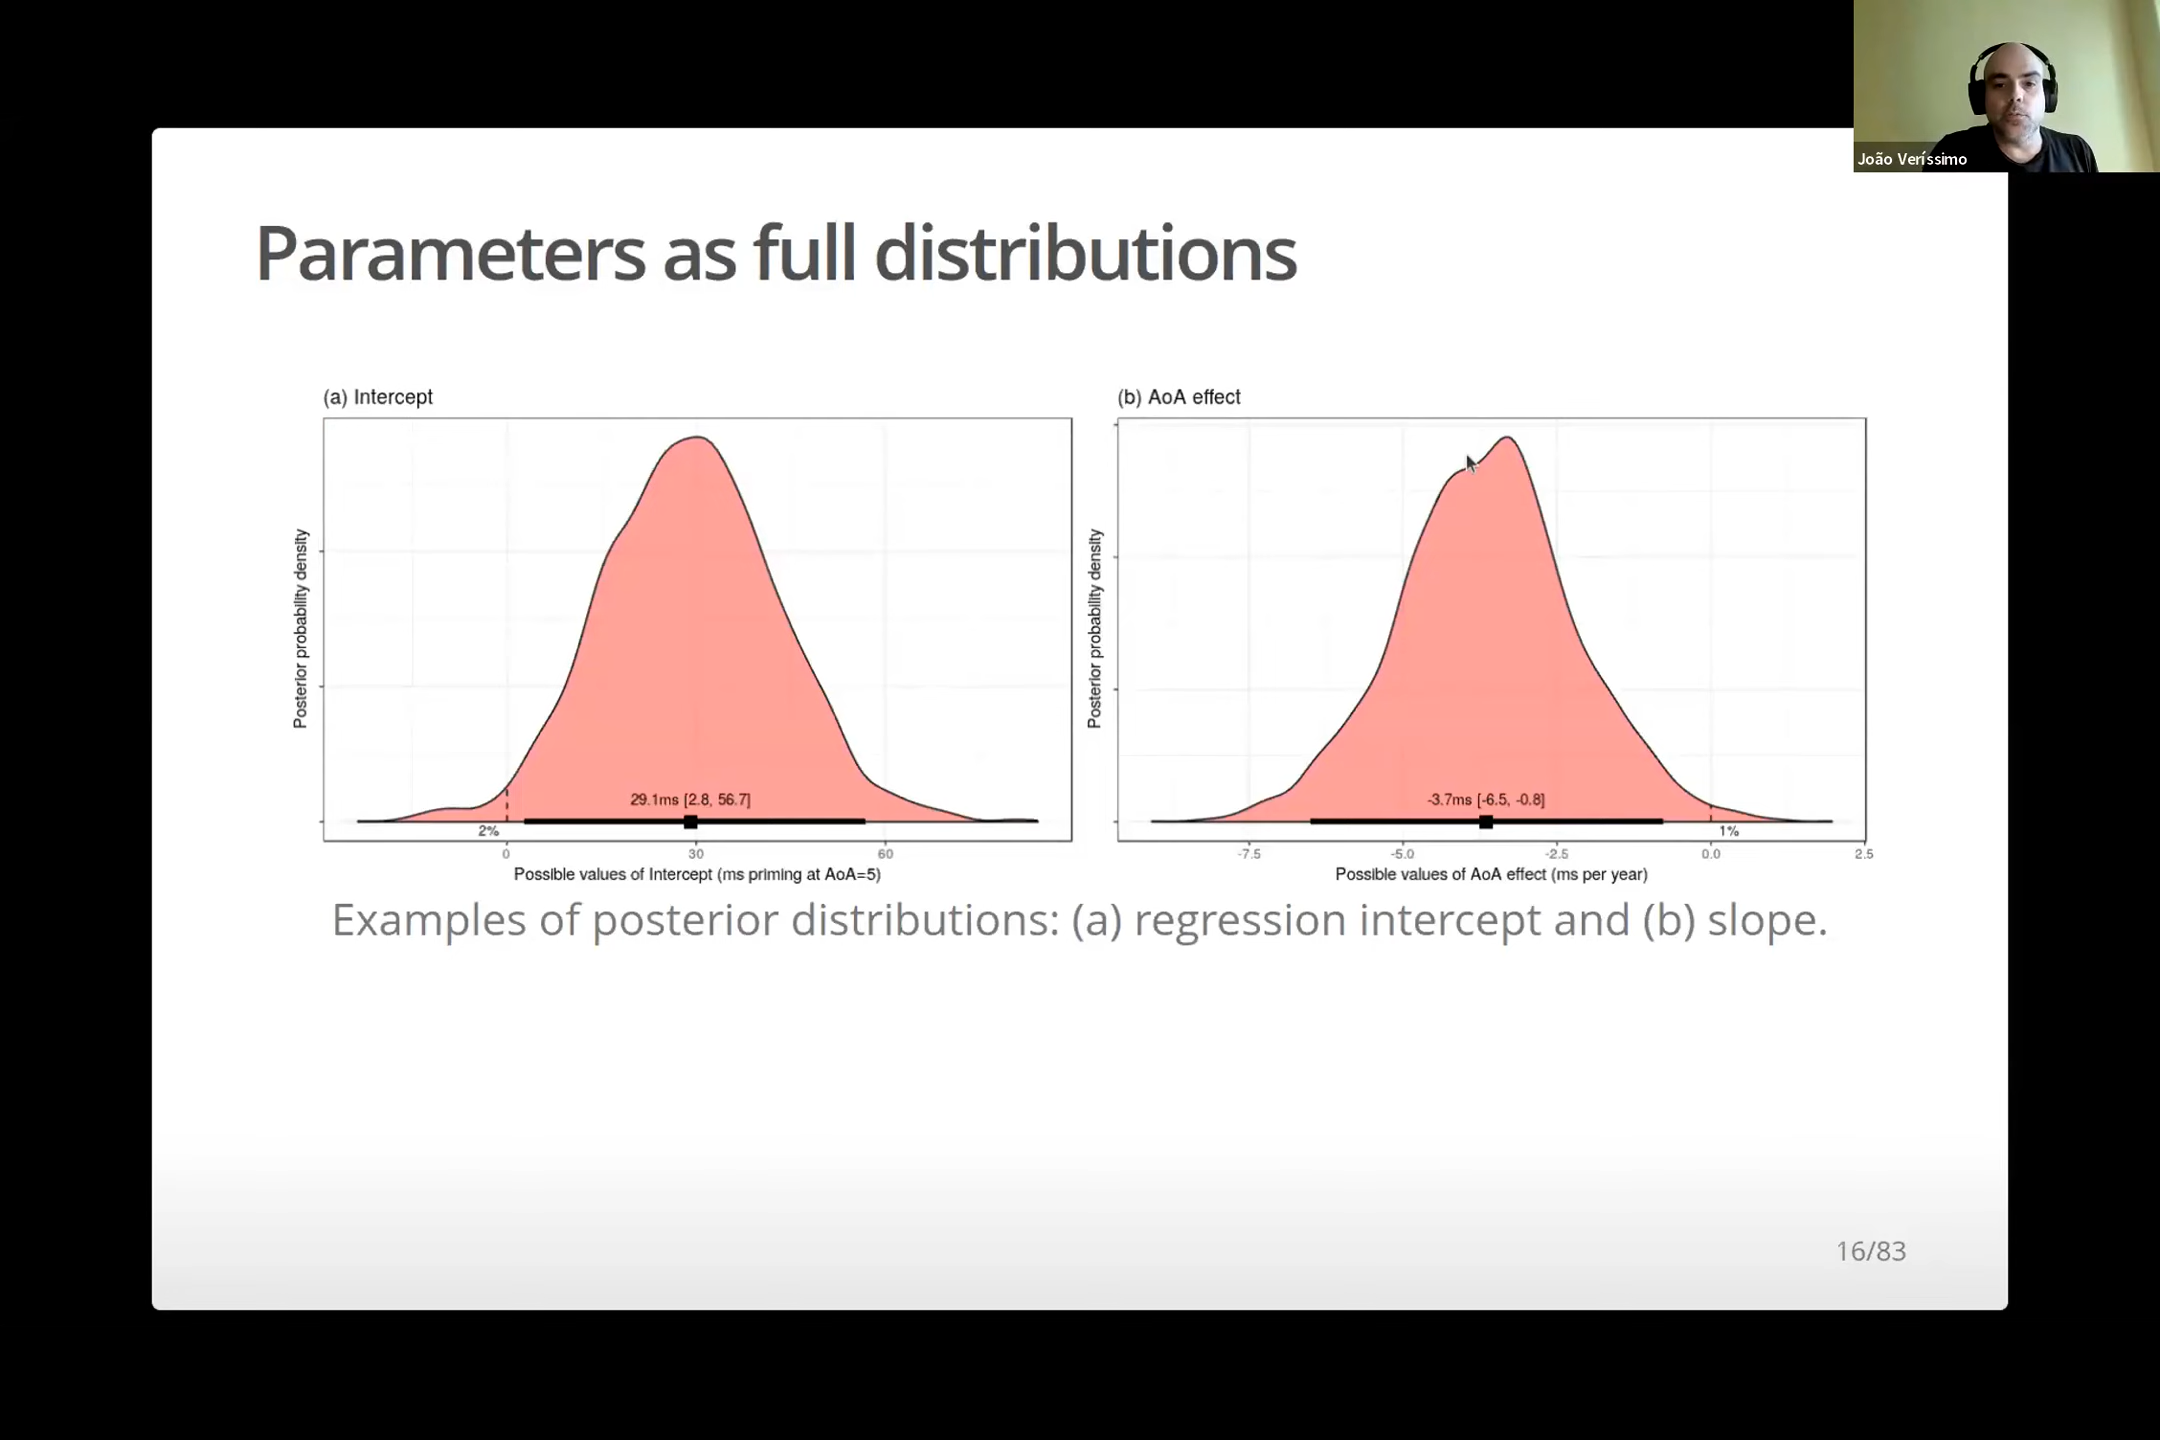 João Veríssimo
Parameters as full distributions
(a) Intercept
Posterior probability density
29.1ms [2.8, 56.7]
2%
0 30 60
Possible values of Intercept (ms priming at AoA=5)
(b) AoA effect
Posterior probability density
-3.7ms [-6.5, -0.8]
1%
-7.5 -5.0 -2.5 0.0 2.5
Possible values of AoA effect (ms per year)
Examples of posterior distributions: (a) regression intercept and (b) slope.
16/83